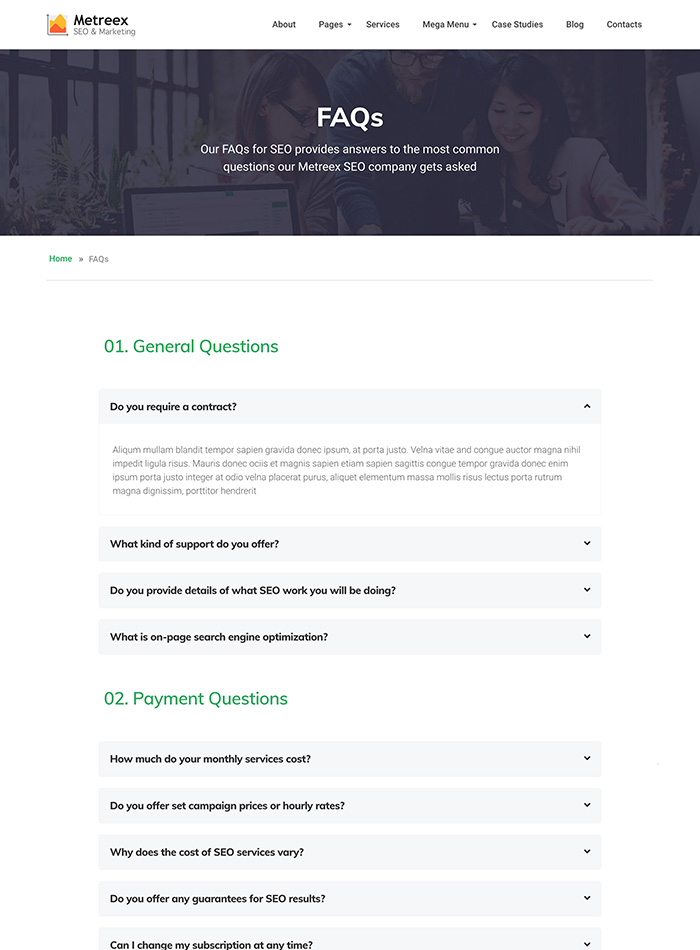 Metreex
SEO & Marketing
About Pages Services Mega Menu Case Studies Blog Contacts
FAQs
Our FAQs for SEO provides answers to the most common
questions our Metreex SEO company gets asked
Home » FAQs
01. General Questions
Do you require a contract?
Aliqum mullam blandit tempor sapien gravida donec ipsum, at porta justo. Velna vitae and congue auctor magna nihil
impedit ligula risus. Mauris donec ociis et magnis sapien etiam sapien sagittis congue tempor gravida donec enim
ipsum porta justo integer at odio velna placerat purus, aliquet elementum massa mollis risus lectus porta rutrum
magna dignissim, porttitor hendrerit
What kind of support do you offer?
Do you provide details of what SEO work you will be doing?
What is on-page search engine optimization?
02. Payment Questions
How much do your monthly services cost?
Do you offer set campaign prices or hourly rates?
Why does the cost of SEO services vary?
Do you offer any guarantees for SEO results?
Can I change my subscription at any time?